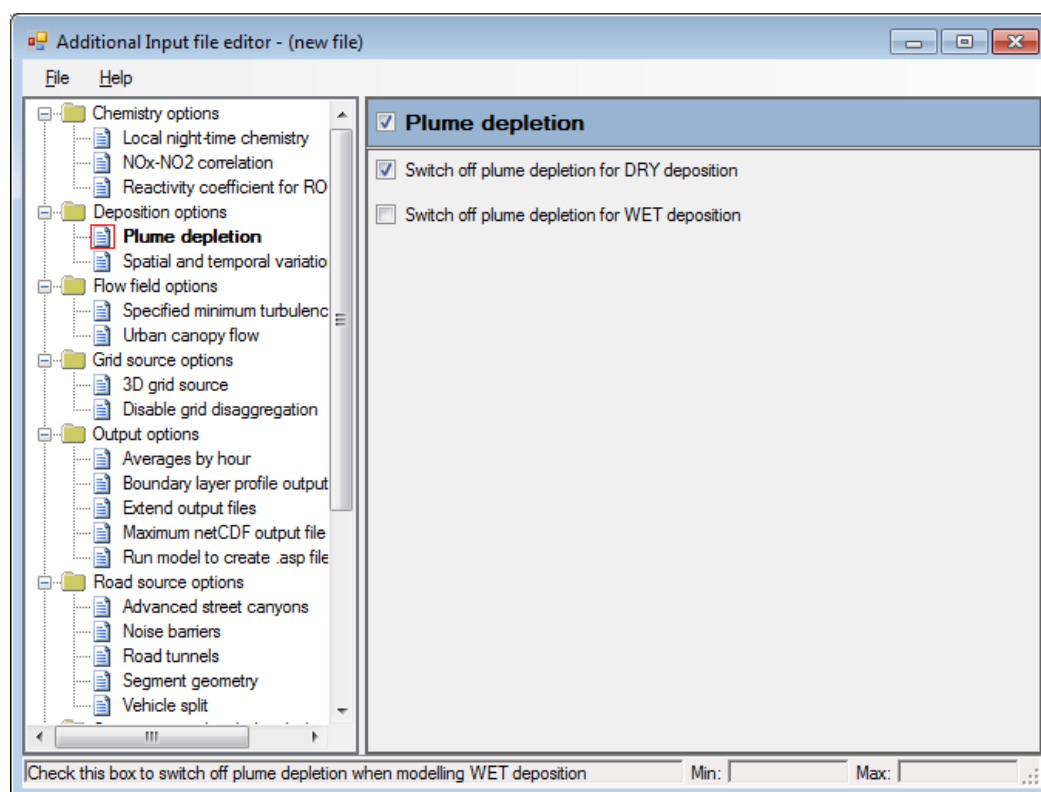 Additional Input file editor - (new file)
File Help
Chemistry options
Local night-time chemistry
NOx-NO2 correlation
Reactivity coefficient for RO
Deposition options
Plume depletion
Spatial and temporal variatio
Flow field options
Specified minimum turbulenc
Urban canopy flow
Grid source options
3D grid source
Disable grid disaggregation
Output options
Averages by hour
Boundary layer profile output
Extend output files
Maximum netCDF output file
Run model to create .asp file
Road source options
Advanced street canyons
Noise barriers
Road tunnels
Segment geometry
Vehicle split
Plume depletion
Switch off plume depletion for DRY deposition
Switch off plume depletion for WET deposition
Check this box to switch off plume depletion when modelling WET deposition Min: Max: